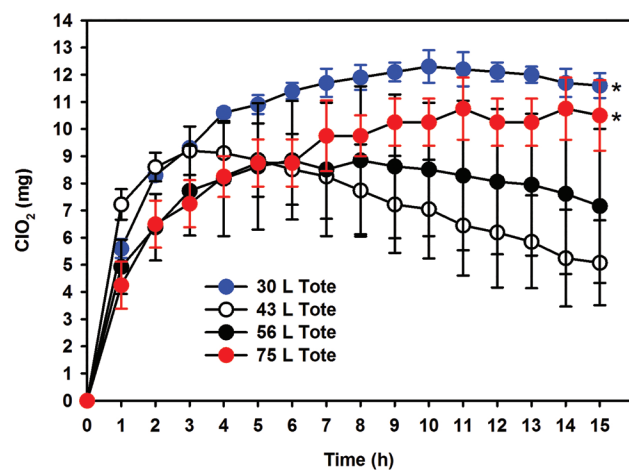 14
13
12
11
10
9
8
7
6
5
4
3
2
1
0
ClO₂ (mg)
30 L Tote
43 L Tote
56 L Tote
75 L Tote
*
*
0 1 2 3 4 5 6 7 8 9 10 11 12 13 14 15
Time (h)